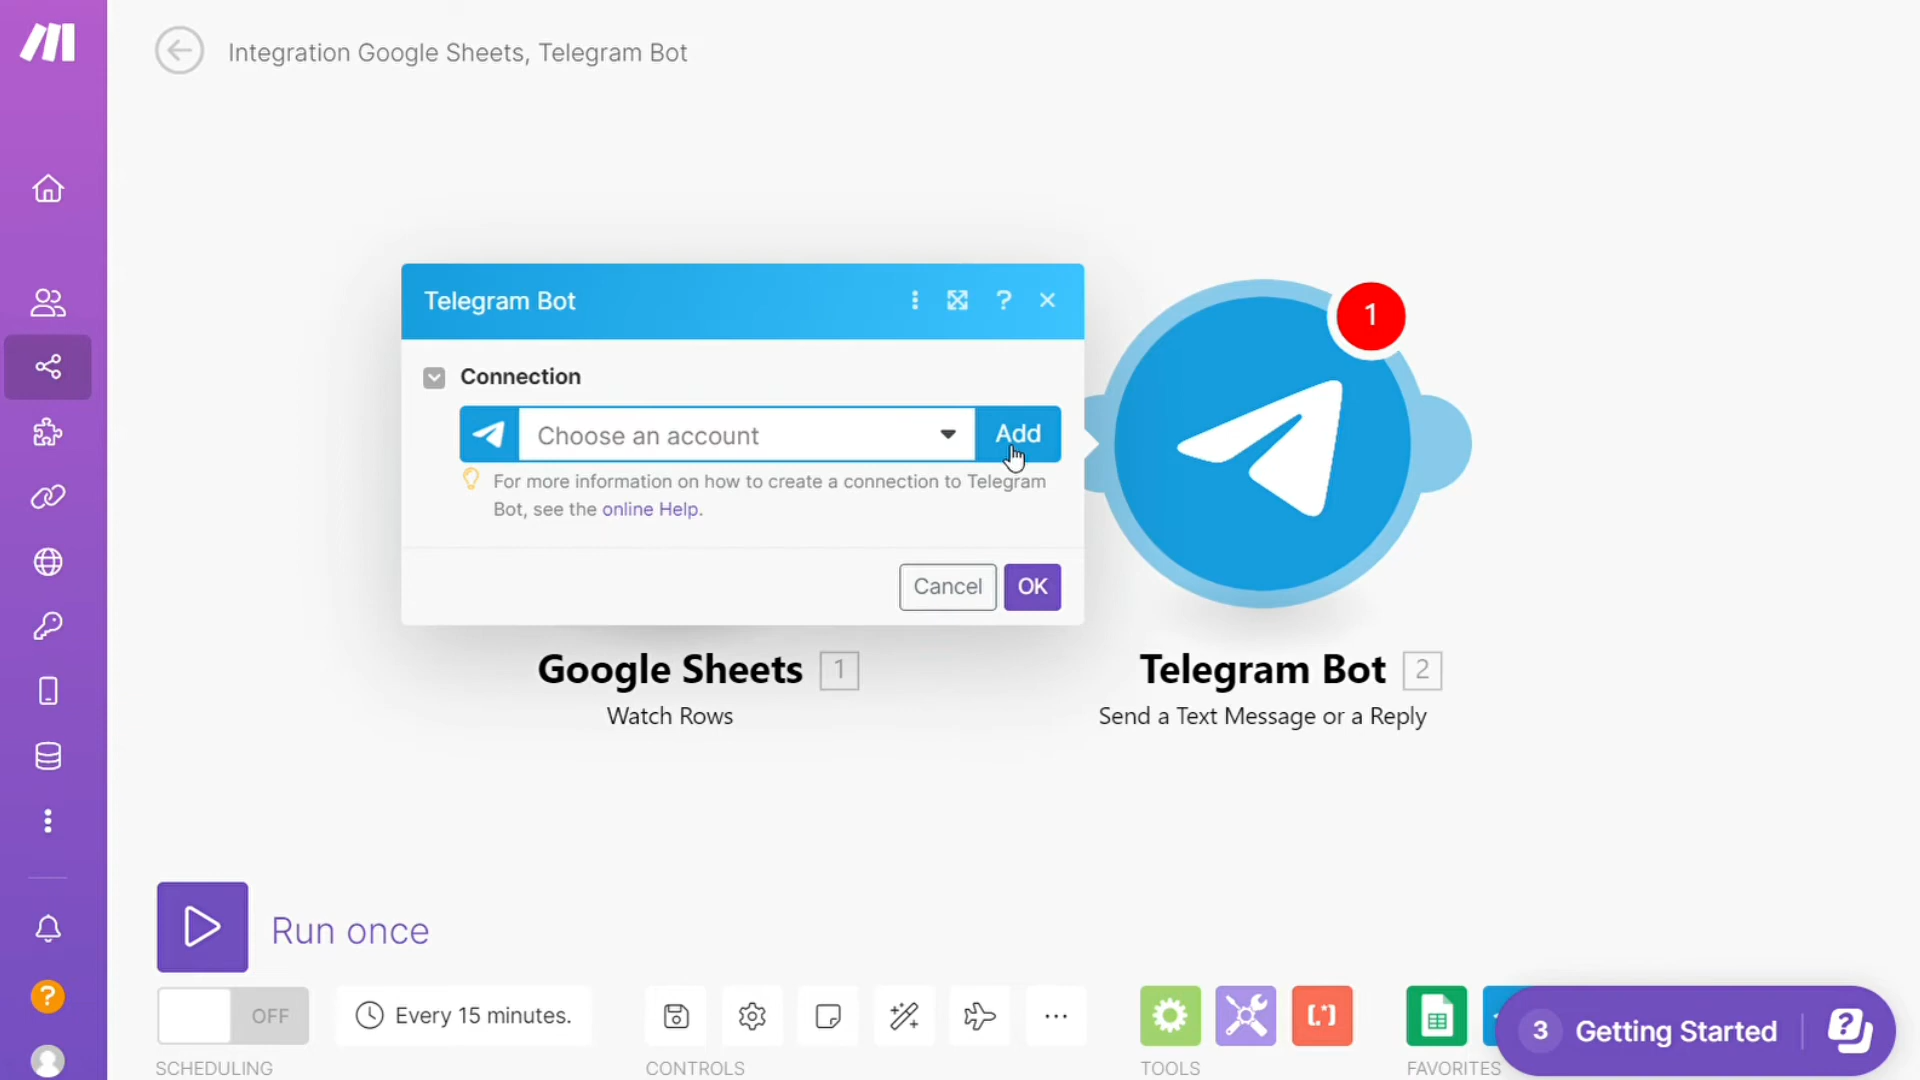 Integration Google Sheets, Telegram Bot
Telegram Bot
?
1
Connection
Choose an account
Add
For more information on how to create a connection to Telegram
Bot, see the online Help.
Cancel
OK
Google Sheets 1
Watch Rows
Telegram Bot 2
Send a Text Message or a Reply
Run once
?
OFF
Every 15 minutes.
[.*]
3 Getting Started
?
SCHEDULING
CONTROLS
TOOLS
FAVORITES